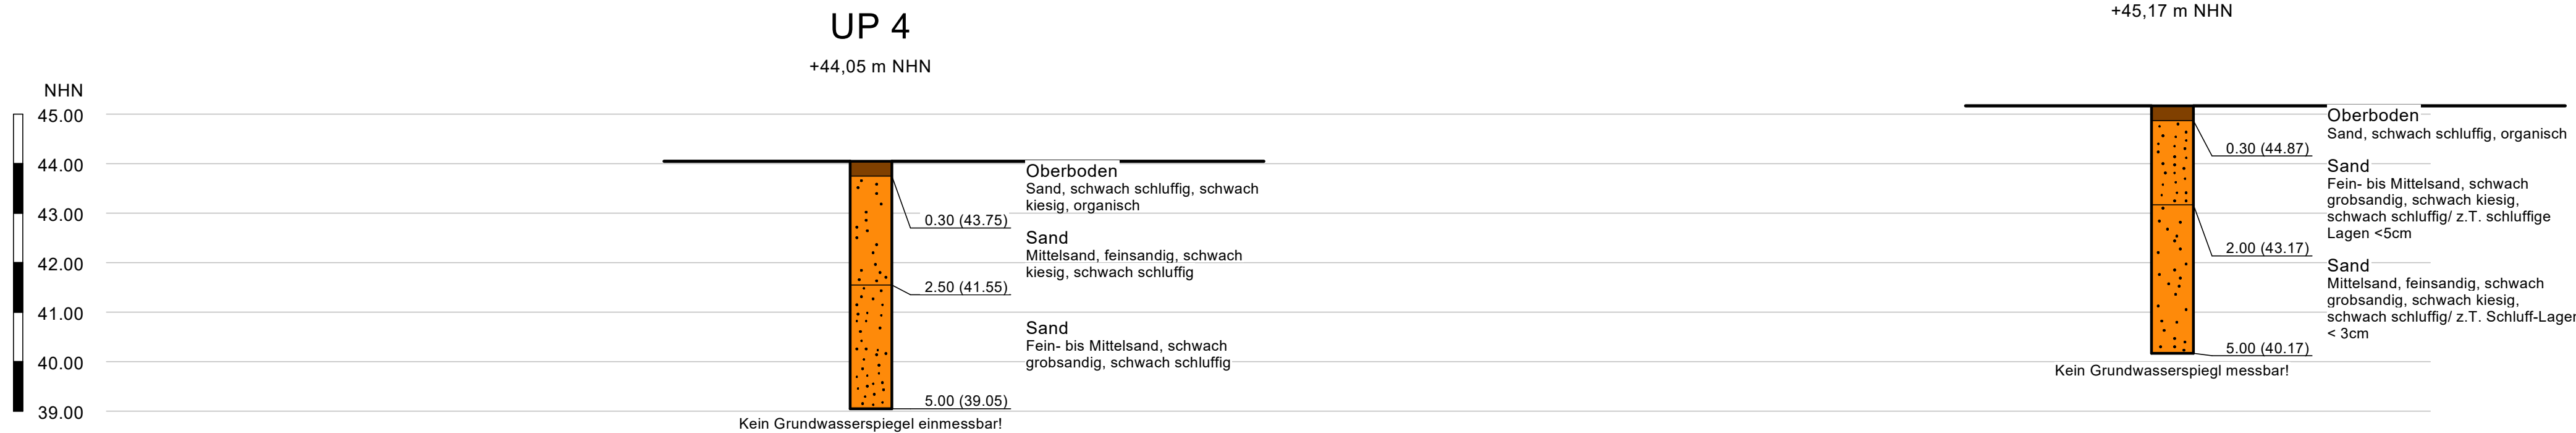 UP 4
+44,05 m NHN
+45,17 m NHN
NHN
45.00
44.00
43.00
42.00
41.00
40.00
39.00
Oberboden
Sand, schwach schluffig, schwach
kiesig, organisch
0.30 (43.75)
Sand
Mittelsand, feinsandig, schwach
kiesig, schwach schluffig
2.50 (41.55)
Sand
Fein- bis Mittelsand, schwach
grobsandig, schwach schluffig
5.00 (39.05)
Kein Grundwasserspiegel einmessbar!
Oberboden
Sand, schwach schluffig, organisch
0.30 (44.87)
Sand
Fein- bis Mittelsand, schwach
grobsandig, schwach kiesig,
schwach schluffig/ z.T. schluffige
Lagen <5cm
2.00 (43.17)
Sand
Mittelsand, feinsandig, schwach
grobsandig, schwach kiesig,
schwach schluffig/ z.T. Schluff-Lagen
< 3cm
5.00 (40.17)
Kein Grundwasserspiegl messbar!